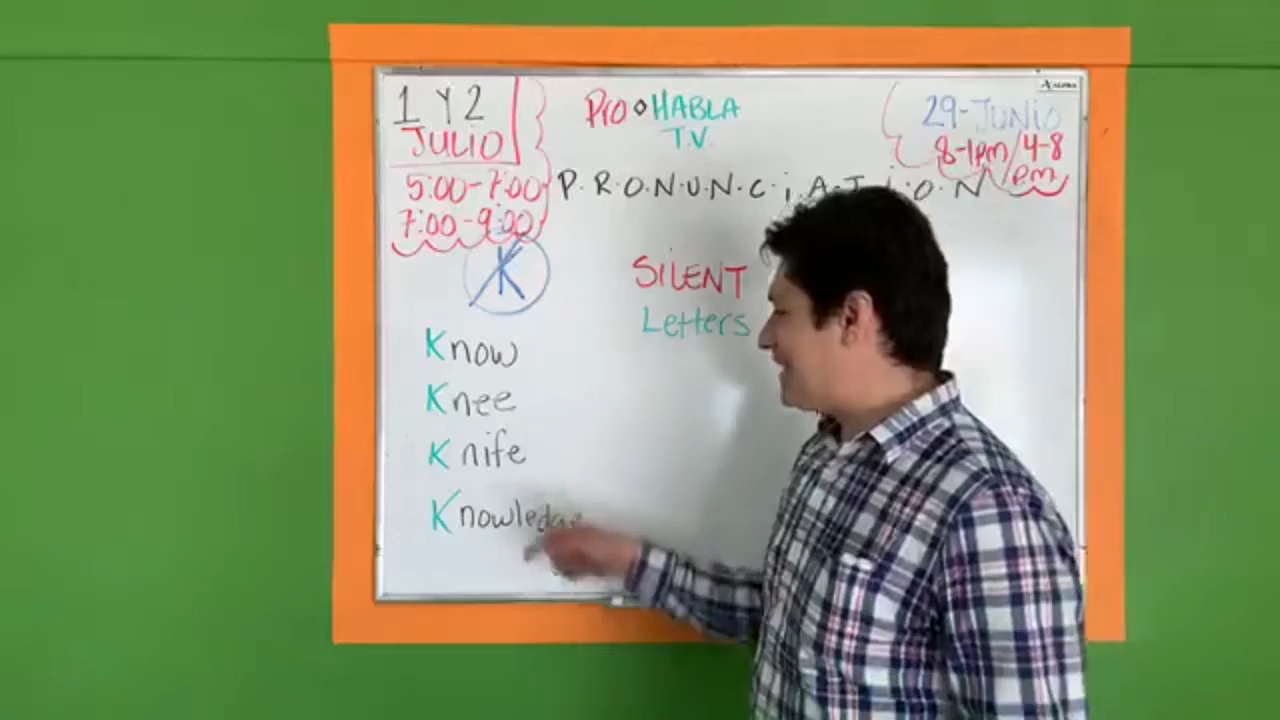 1 Y 2
JULIO
5:00-7:00
7:00-9:00
Pro HABLA
T.V.
29-JUNIO
8-1pm/4-8
pm
P.R.O.N.U.N.C.i.A.T.i.O.N
SiLENT
Letters
K
Know
Knee
Knife
Knowledge